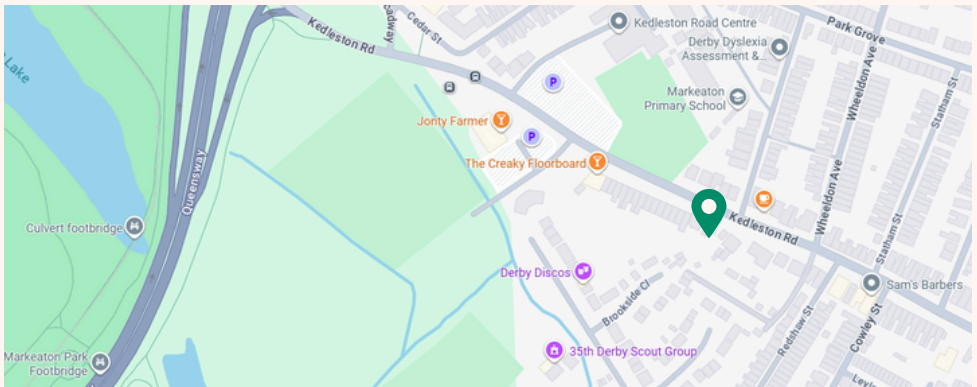 Lake
Queensway
Culvert footbridge
Markeaton Park
Footbridge
Kedleston Rd
adway
Cedar St
Kedleston Road Centre
Derby Dyslexia
Assessment &...
Park Grove
P
Markeaton
Primary School
Jonty Farmer
P
The Creaky Floorboard
Wheeldon Ave
Statham St
Kedleston Rd
Wheeldon Ave
Statham St
Derby Discos
Brookside Cl
Sam's Barbers
Redshaw St
Cowley St
35th Derby Scout Group
Leyl